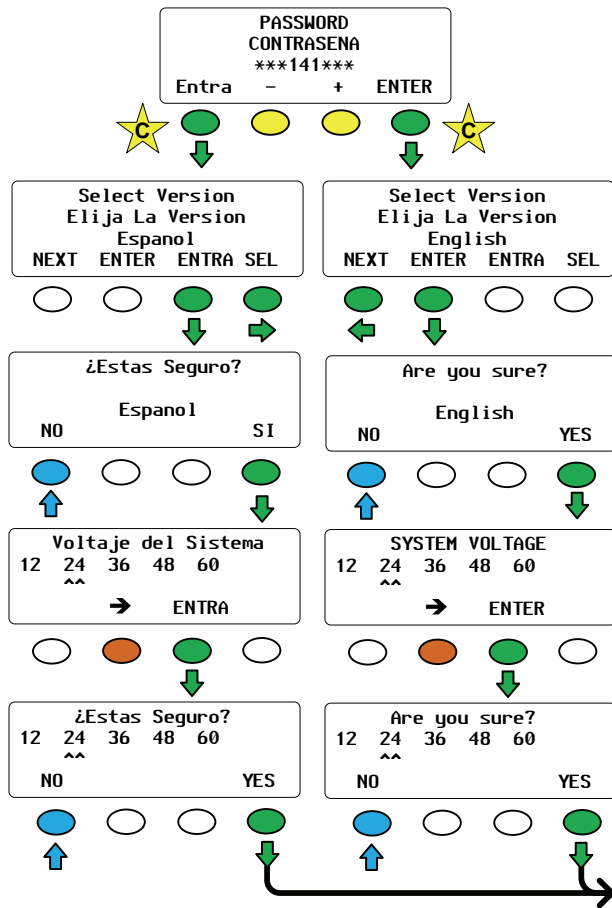 PASSWORD
CONTRASENA
***141***
Entra - + ENTER
C C
Select Version
Elija La Version
Espanol
NEXT ENTER ENTRA SEL
Select Version
Elija La Version
English
NEXT ENTER ENTRA SEL
¿Estas Seguro?
Espanol
NO SI
Are you sure?
English
NO YES
Voltaje del Sistema
12 24 36 48 60
^^
➔ ENTRA
SYSTEM VOLTAGE
12 24 36 48 60
^^
➔ ENTER
¿Estas Seguro?
12 24 36 48 60
^^
NO YES
Are you sure?
12 24 36 48 60
^^
NO YES